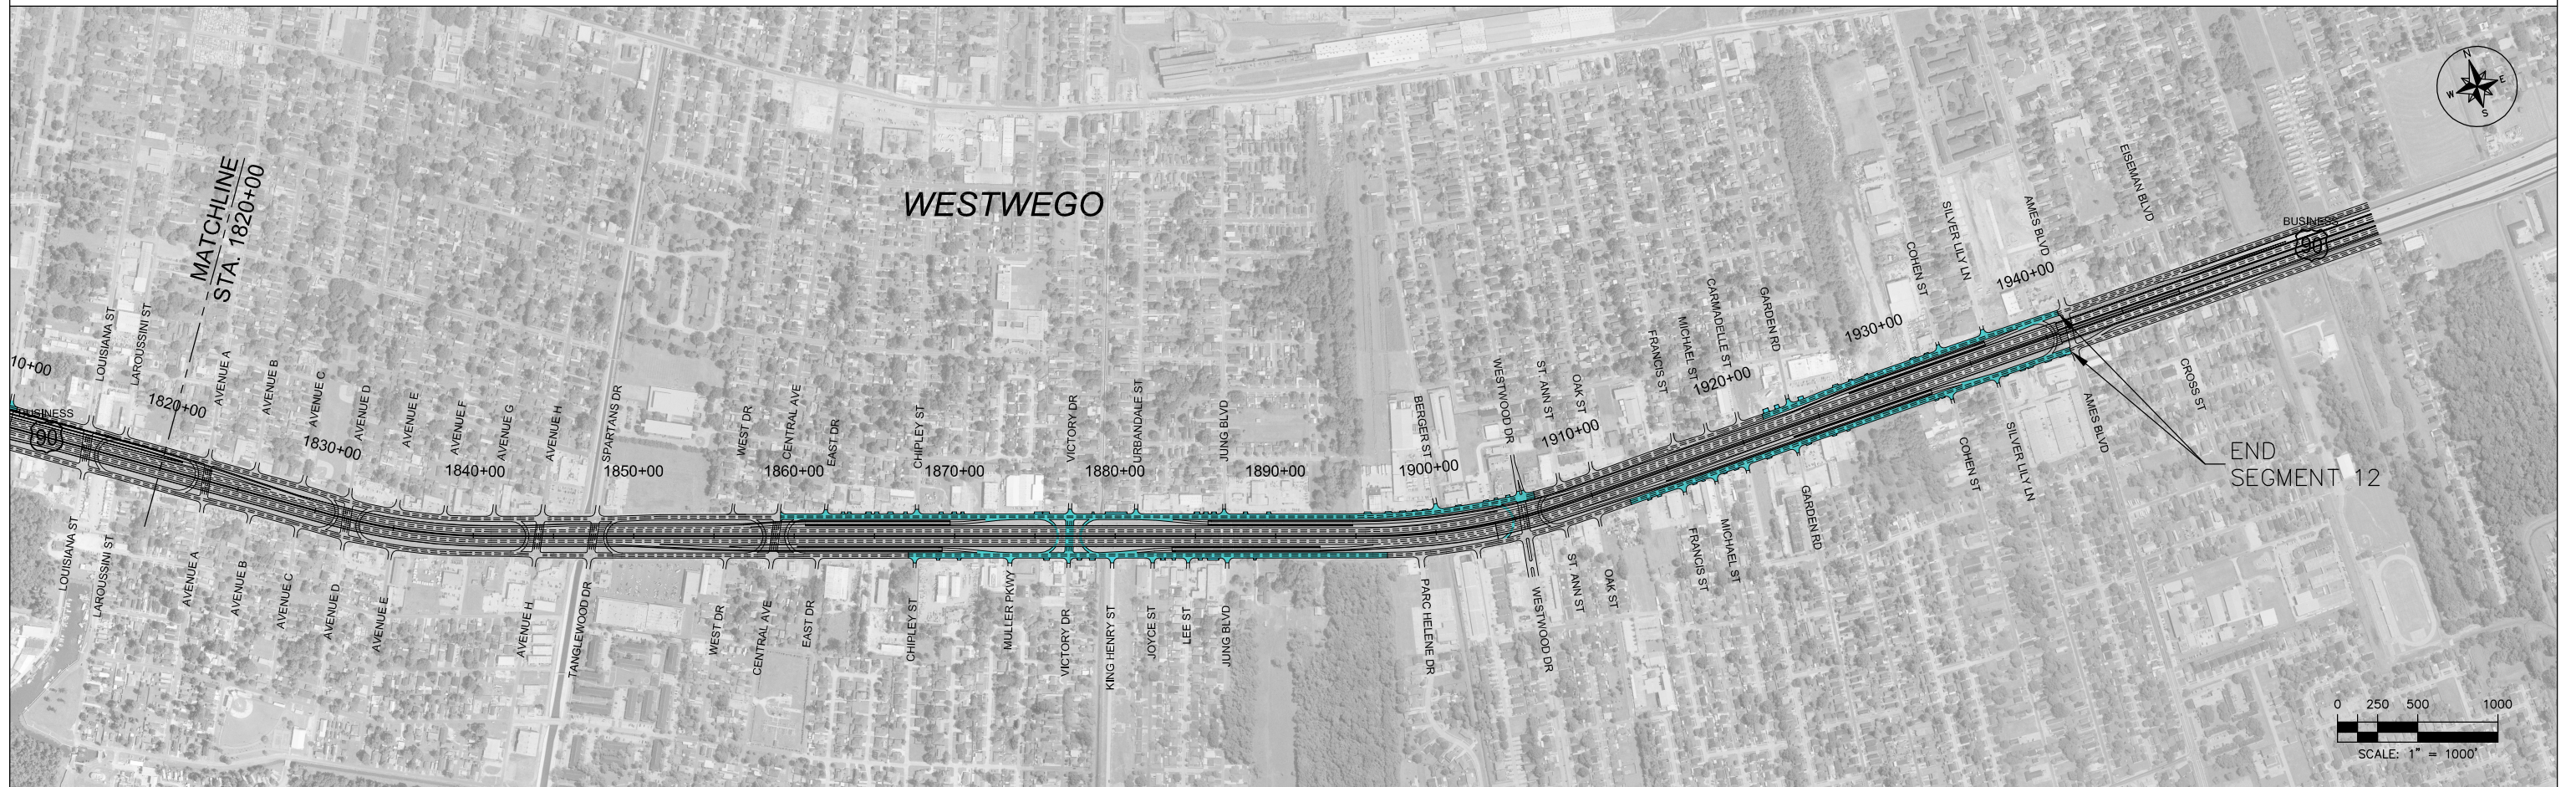 N
E
W
S
MATCHLINE
STA. 1820+00
WESTWEGO
EISEMAN BLVD
AMES BLVD
SILVER LILY LN
COHEN ST
1940+00
BUSINESS
90
LOUISIANA ST
LAROUSSINI ST
AVENUE A
AVENUE B
AVENUE C
AVENUE D
AVENUE E
AVENUE F
AVENUE G
AVENUE H
SPARTANS DR
WEST DR
CENTRAL AVE
EAST DR
CHIPLEY ST
VICTORY DR
URBANDALE ST
JUNG BLVD
BERGER ST
WESTWOOD DR
ST. ANN ST
OAK ST
FRANCIS ST
MICHAEL ST
CARMADELLE ST
GARDEN RD
10+00
1820+00
1830+00
1840+00
1850+00
1860+00
1870+00
1880+00
1890+00
1900+00
1910+00
1920+00
1930+00
BUSINESS
90
LOUISIANA ST
LAROUSSINI ST
AVENUE A
AVENUE B
AVENUE C
AVENUE D
AVENUE E
AVENUE H
TANGLEWOOD DR
WEST DR
CENTRAL AVE
EAST DR
CHIPLEY ST
MULLER PKWY
VICTORY DR
KING HENRY ST
JOYCE ST
LEE ST
JUNG BLVD
PARC HELENE DR
WESTWOOD DR
ST. ANN ST
OAK ST
FRANCIS ST
MICHAEL ST
GARDEN RD
COHEN ST
SILVER LILY LN
AMES BLVD
CROSS ST
END
SEGMENT 12
0 250 500 1000
SCALE: 1" = 1000'